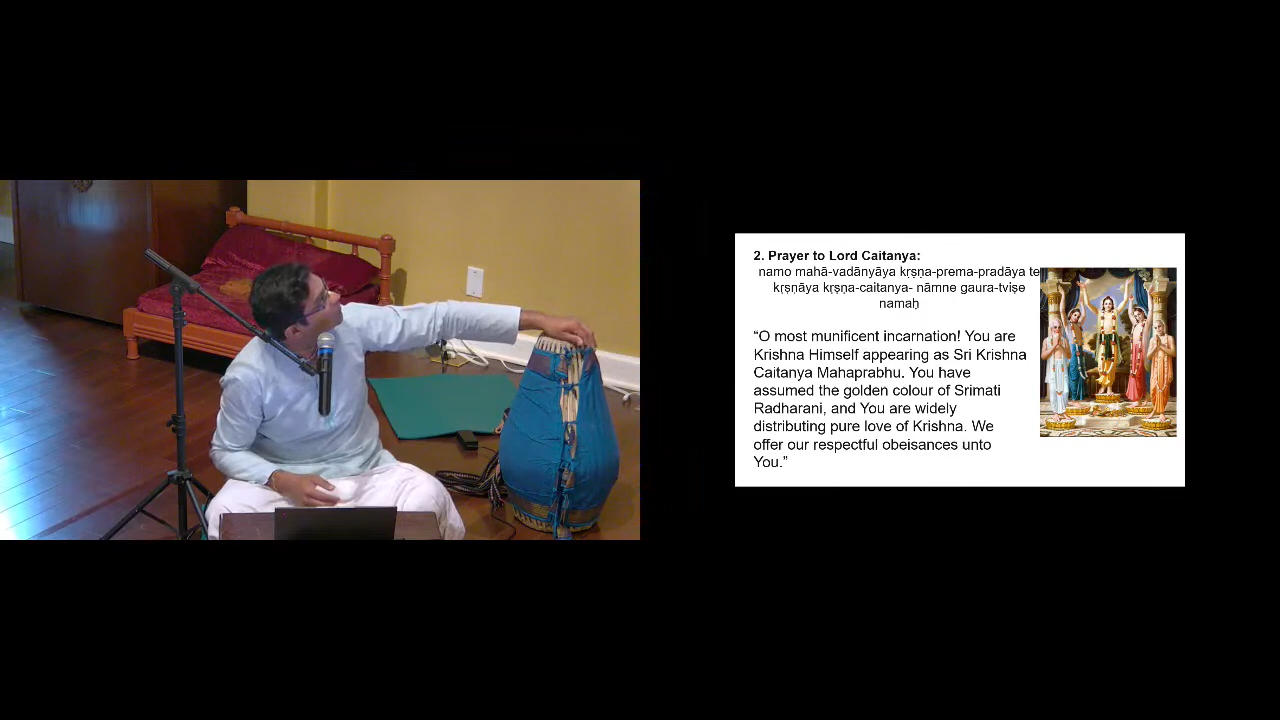 2. Prayer to Lord Caitanya:
namo mahā-vadānyāya kṛṣṇa-prema-pradāya te
kṛṣṇāya kṛṣṇa-caitanya- nāmne gaura-tviṣe
namaḥ
“O most munificent incarnation! You are
Krishna Himself appearing as Sri Krishna
Caitanya Mahaprabhu. You have
assumed the golden colour of Srimati
Radharani, and You are widely
distributing pure love of Krishna. We
offer our respectful obeisances unto
You.”